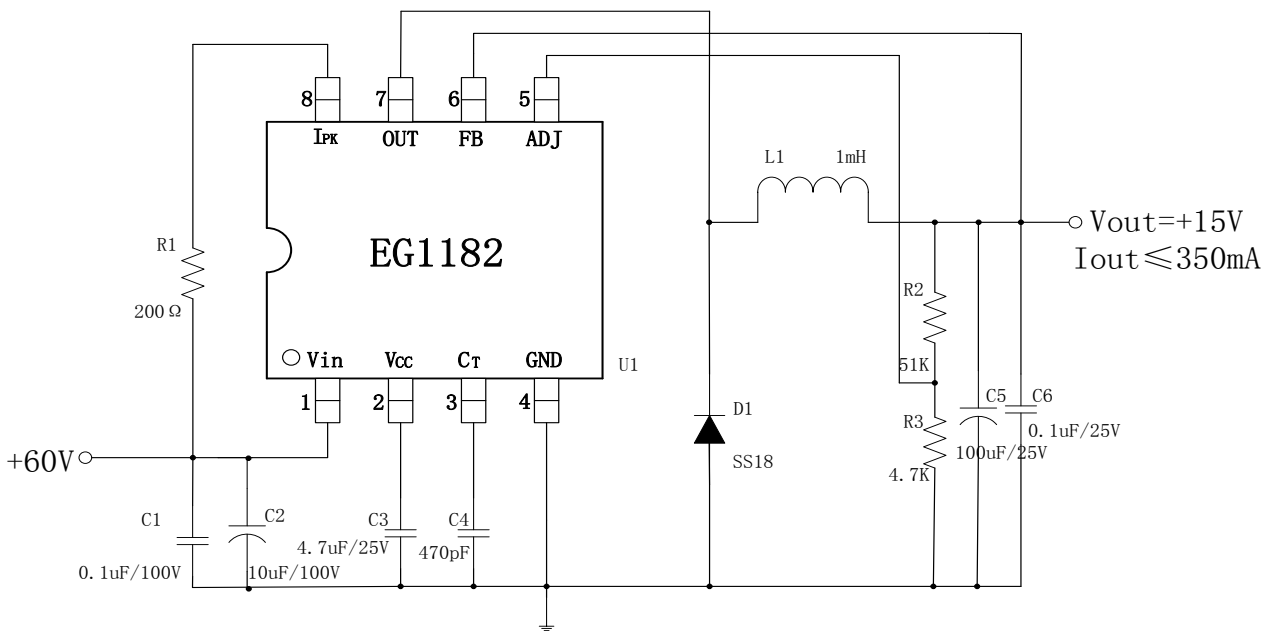 8 7 6 5
IPK OUT FB ADJ
L1 1mH
Vout=+15V
R1
EG1182
Iout≤350mA
R2
200Ω
Vin VCC CT GND
U1
51K
1 2 3 4
D1
C5 C6
R3
0.1uF/25V
100uF/25V
+60V
SS18
4.7K
C1 C2 C3 C4
4.7uF/25V 470pF
0.1uF/100V 10uF/100V